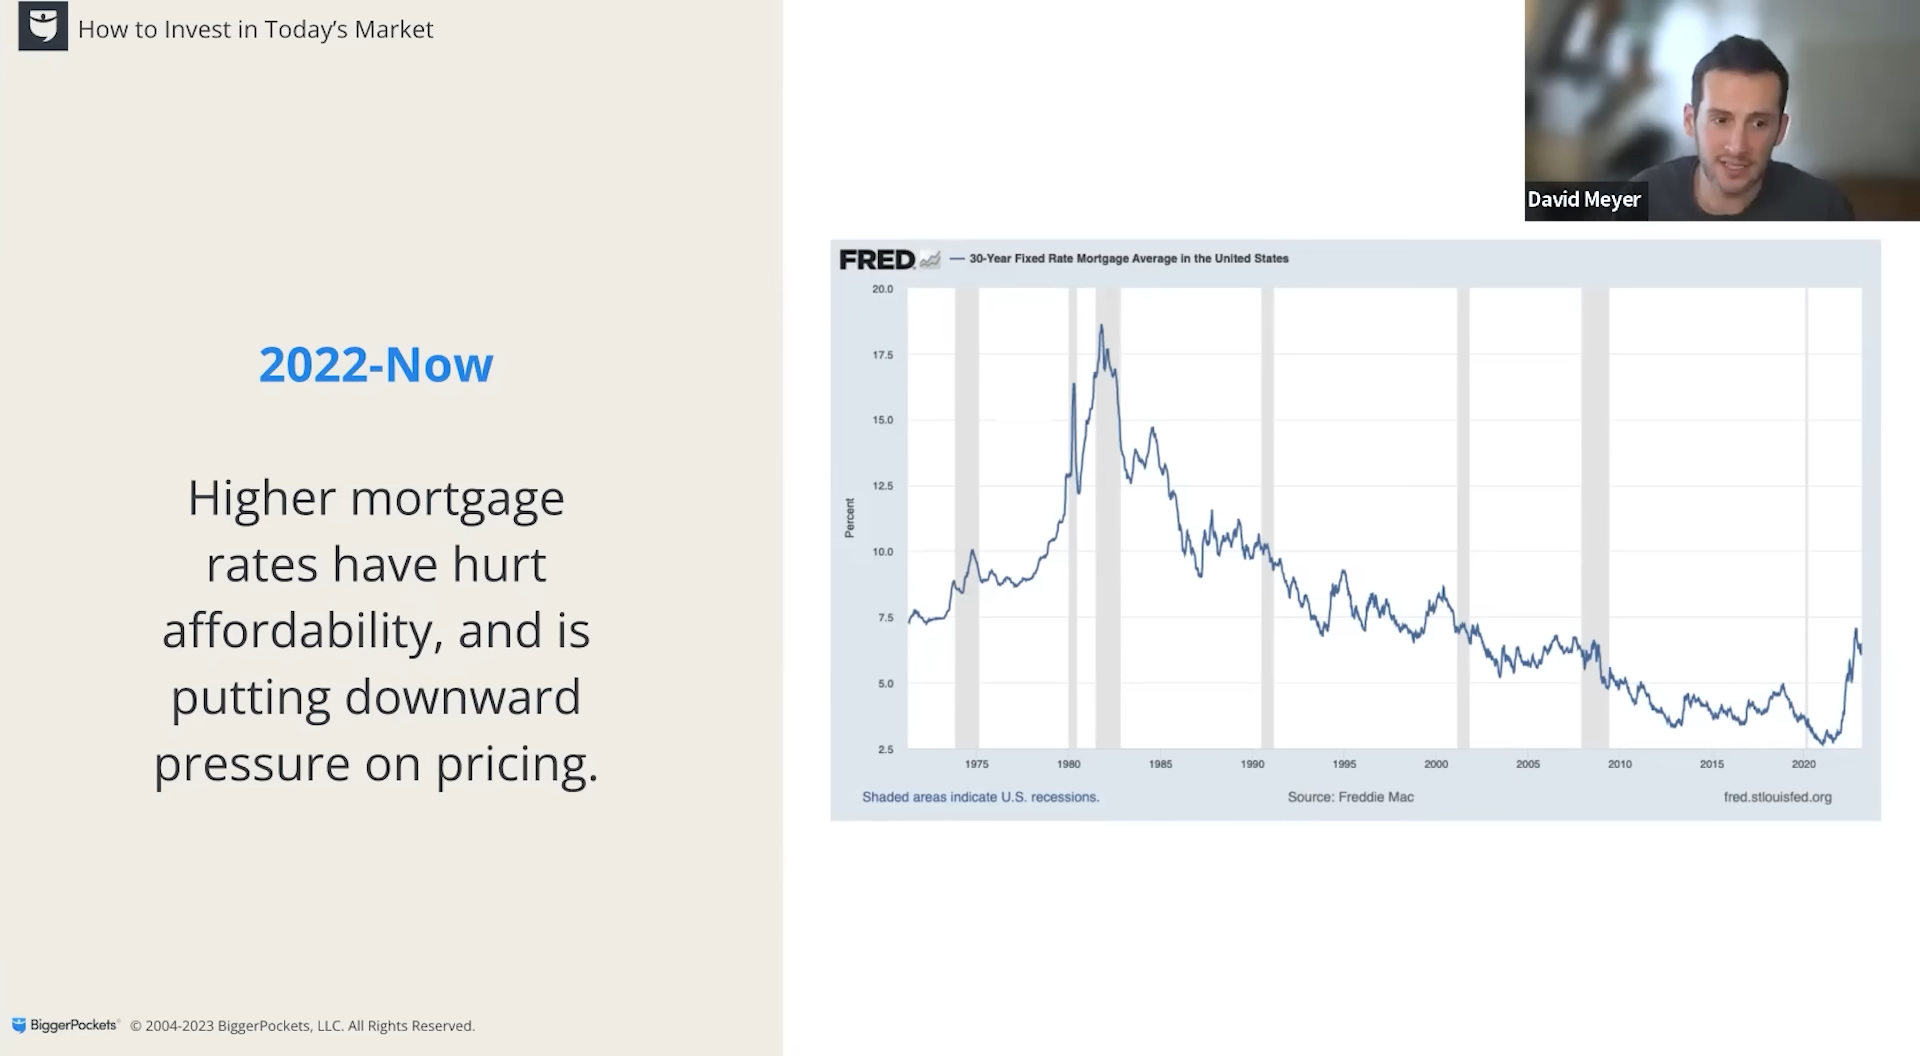 How to Invest in Today's Market
David Meyer
2022-Now
Higher mortgage
rates have hurt
affordability, and is
putting downward
pressure on pricing.
FRED — 30-Year Fixed Rate Mortgage Average in the United States
20.0
17.5
15.0
12.5
10.0
7.5
5.0
2.5
Percent
1975 1980 1985 1990 1995 2000 2005 2010 2015 2020
Shaded areas indicate U.S. recessions. Source: Freddie Mac fred.stlouisfed.org
BiggerPockets © 2004-2023 BiggerPockets, LLC. All Rights Reserved.